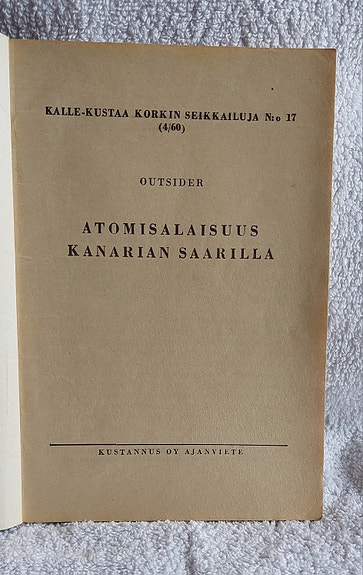 KALLE-KUSTAA KORKIN SEIKKAILUJA N:o 17
(4/60)
OUTSIDER
ATOMISALAISUUS
KANARIAN SAARILLA
KUSTANNUS OY AJANVIETE